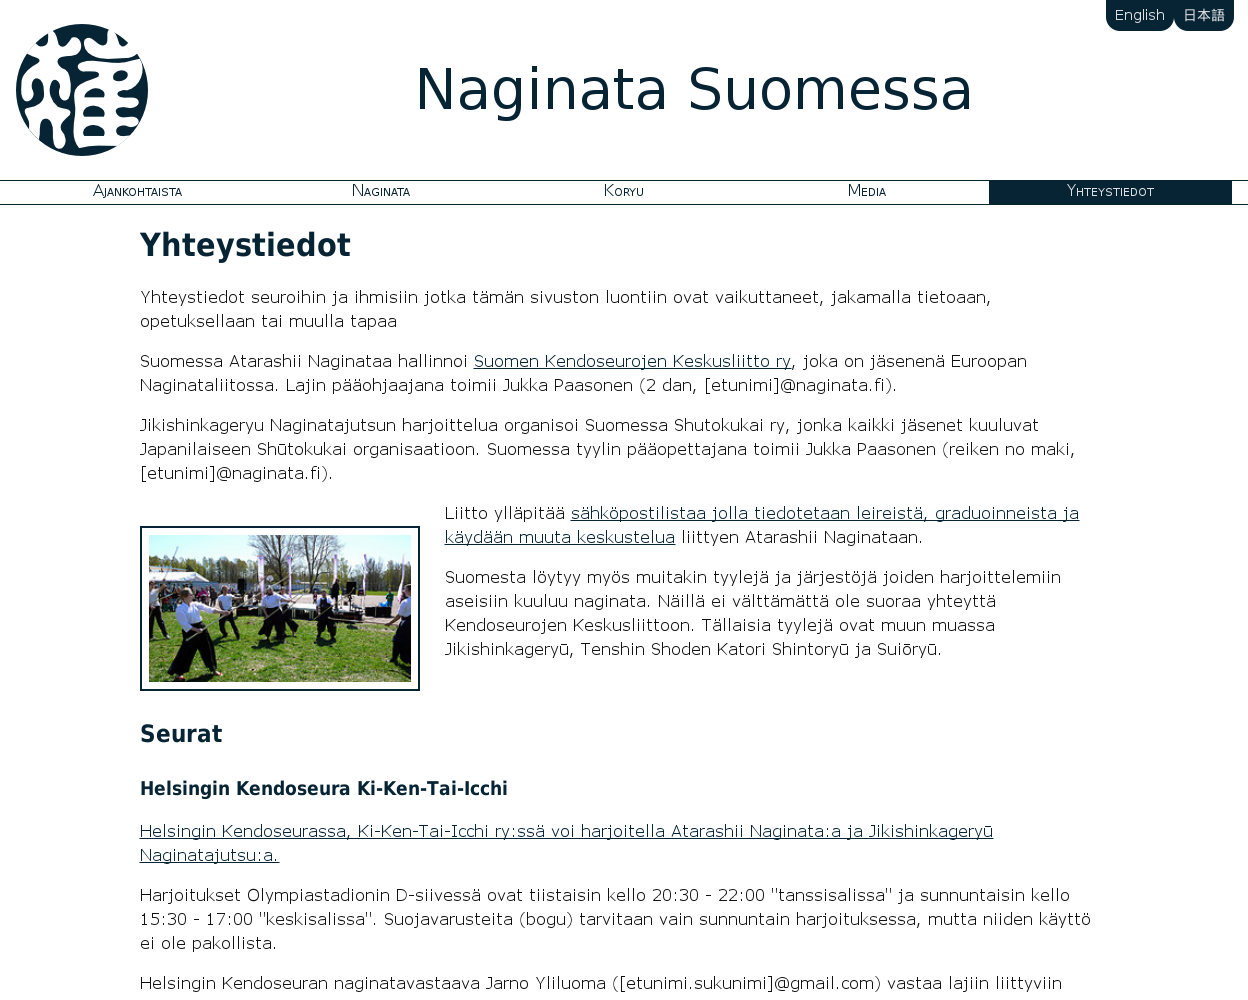 English 日本語
Naginata Suomessa
Ajankohtaista Naginata Koryu Media Yhteystiedot
Yhteystiedot
Yhteystiedot seuroihin ja ihmisiin jotka tämän sivuston luontiin ovat vaikuttaneet, jakamalla tietoaan,
opetuksellaan tai muulla tapaa
Suomessa Atarashii Naginataa hallinnoi Suomen Kendoseurojen Keskusliitto ry, joka on jäsenenä Euroopan
Naginataliitossa. Lajin pääohjaajana toimii Jukka Paasonen (2 dan, [etunimi]@naginata.fi).
Jikishinkageryu Naginatajutsun harjoittelua organisoi Suomessa Shutokukai ry, jonka kaikki jäsenet kuuluvat
Japanilaiseen Shūtokukai organisaatioon. Suomessa tyylin pääopettajana toimii Jukka Paasonen (reiken no maki,
[etunimi]@naginata.fi).
Liitto ylläpitää sähköpostilistaa jolla tiedotetaan leireistä, graduoinneista ja
käydään muuta keskustelua liittyen Atarashii Naginataan.
Suomesta löytyy myös muitakin tyylejä ja järjestöjä joiden harjoittelemiin
aseisiin kuuluu naginata. Näillä ei välttämättä ole suoraa yhteyttä
Kendoseurojen Keskusliittoon. Tällaisia tyylejä ovat muun muassa
Jikishinkageryū, Tenshin Shoden Katori Shintoryū ja Suiōryū.
Seurat
Helsingin Kendoseura Ki-Ken-Tai-Icchi
Helsingin Kendoseurassa, Ki-Ken-Tai-Icchi ry:ssä voi harjoitella Atarashii Naginata:a ja Jikishinkageryū
Naginatajutsu:a.
Harjoitukset Olympiastadionin D-siivessä ovat tiistaisin kello 20:30 - 22:00 "tanssisalissa" ja sunnuntaisin kello
15:30 - 17:00 "keskisalissa". Suojavarusteita (bogu) tarvitaan vain sunnuntain harjoituksessa, mutta niiden käyttö
ei ole pakollista.
Helsingin Kendoseuran naginatavastaava Jarno Yliluoma ([etunimi.sukunimi]@gmail.com) vastaa lajiin liittyviin